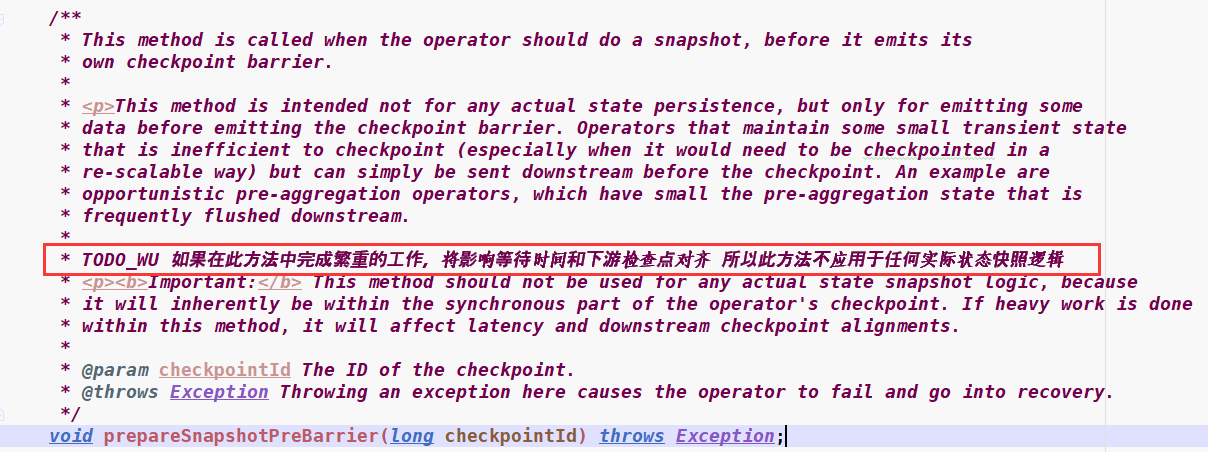 /**
* This method is called when the operator should do a snapshot, before it emits its
* own checkpoint barrier.
*
* <p>This method is intended not for any actual state persistence, but only for emitting some
* data before emitting the checkpoint barrier. Operators that maintain some small transient state
* that is inefficient to checkpoint (especially when it would need to be checkpointed in a
* re-scalable way) but can simply be sent downstream before the checkpoint. An example are
* opportunistic pre-aggregation operators, which have small the pre-aggregation state that is
* frequently flushed downstream.
*
* TODO_WU 如果在此方法中完成繁重的工作，将影响等待时间和下游检查点对齐 所以此方法不应用于任何实际状态快照逻辑
* <p><b>Important:</b> This method should not be used for any actual state snapshot logic, because
* it will inherently be within the synchronous part of the operator's checkpoint. If heavy work is done
* within this method, it will affect latency and downstream checkpoint alignments.
*
* @param checkpointId The ID of the checkpoint.
* @throws Exception Throwing an exception here causes the operator to fail and go into recovery.
*/
void prepareSnapshotPreBarrier(long checkpointId) throws Exception;